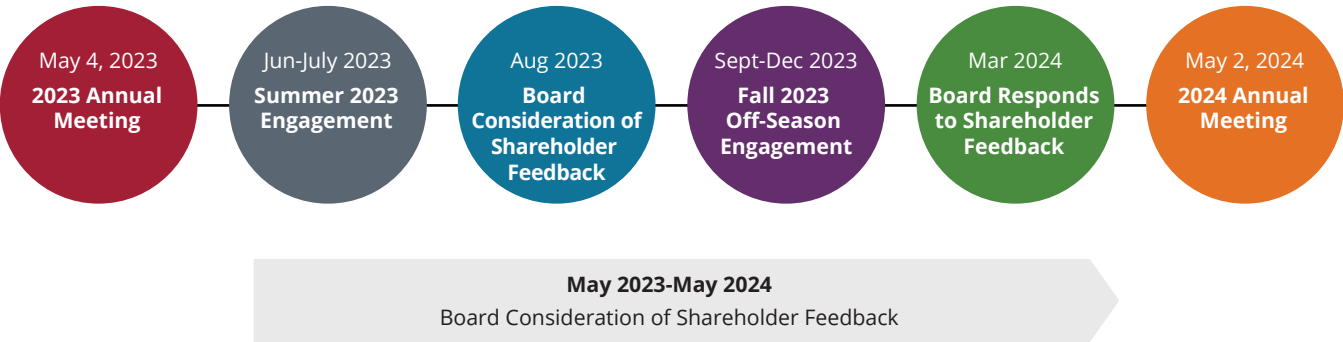 May 4, 2023
2023 Annual
Meeting
Jun-July 2023
Summer 2023
Engagement
Aug 2023
Board
Consideration of
Shareholder
Feedback
Sept-Dec 2023
Fall 2023
Off-Season
Engagement
Mar 2024
Board Responds
to Shareholder
Feedback
May 2, 2024
2024 Annual
Meeting
May 2023-May 2024
Board Consideration of Shareholder Feedback